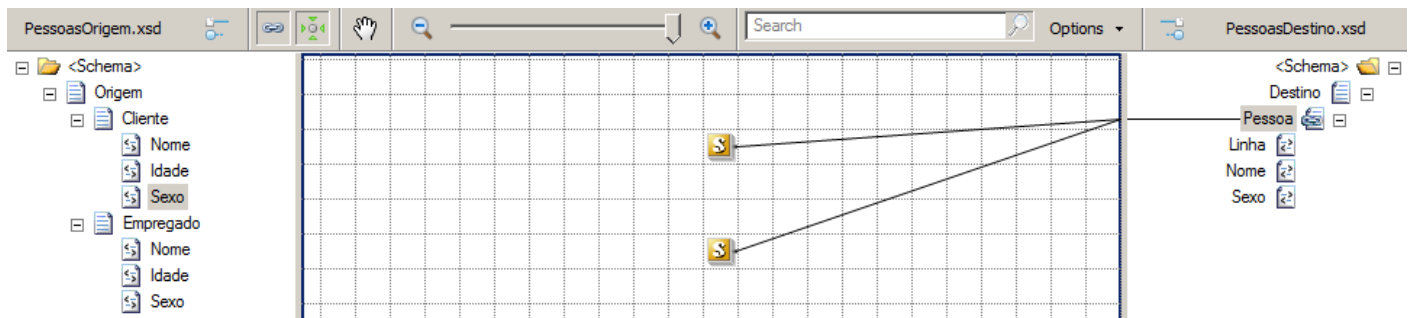 PessoasOrigem.xsd Search Options PessoasDestino.xsd
<Schema> <Schema>
Origem Destino
Cliente Pessoa
Nome Linha
Idade Nome
Sexo Sexo
Empregado
Nome
Idade
Sexo